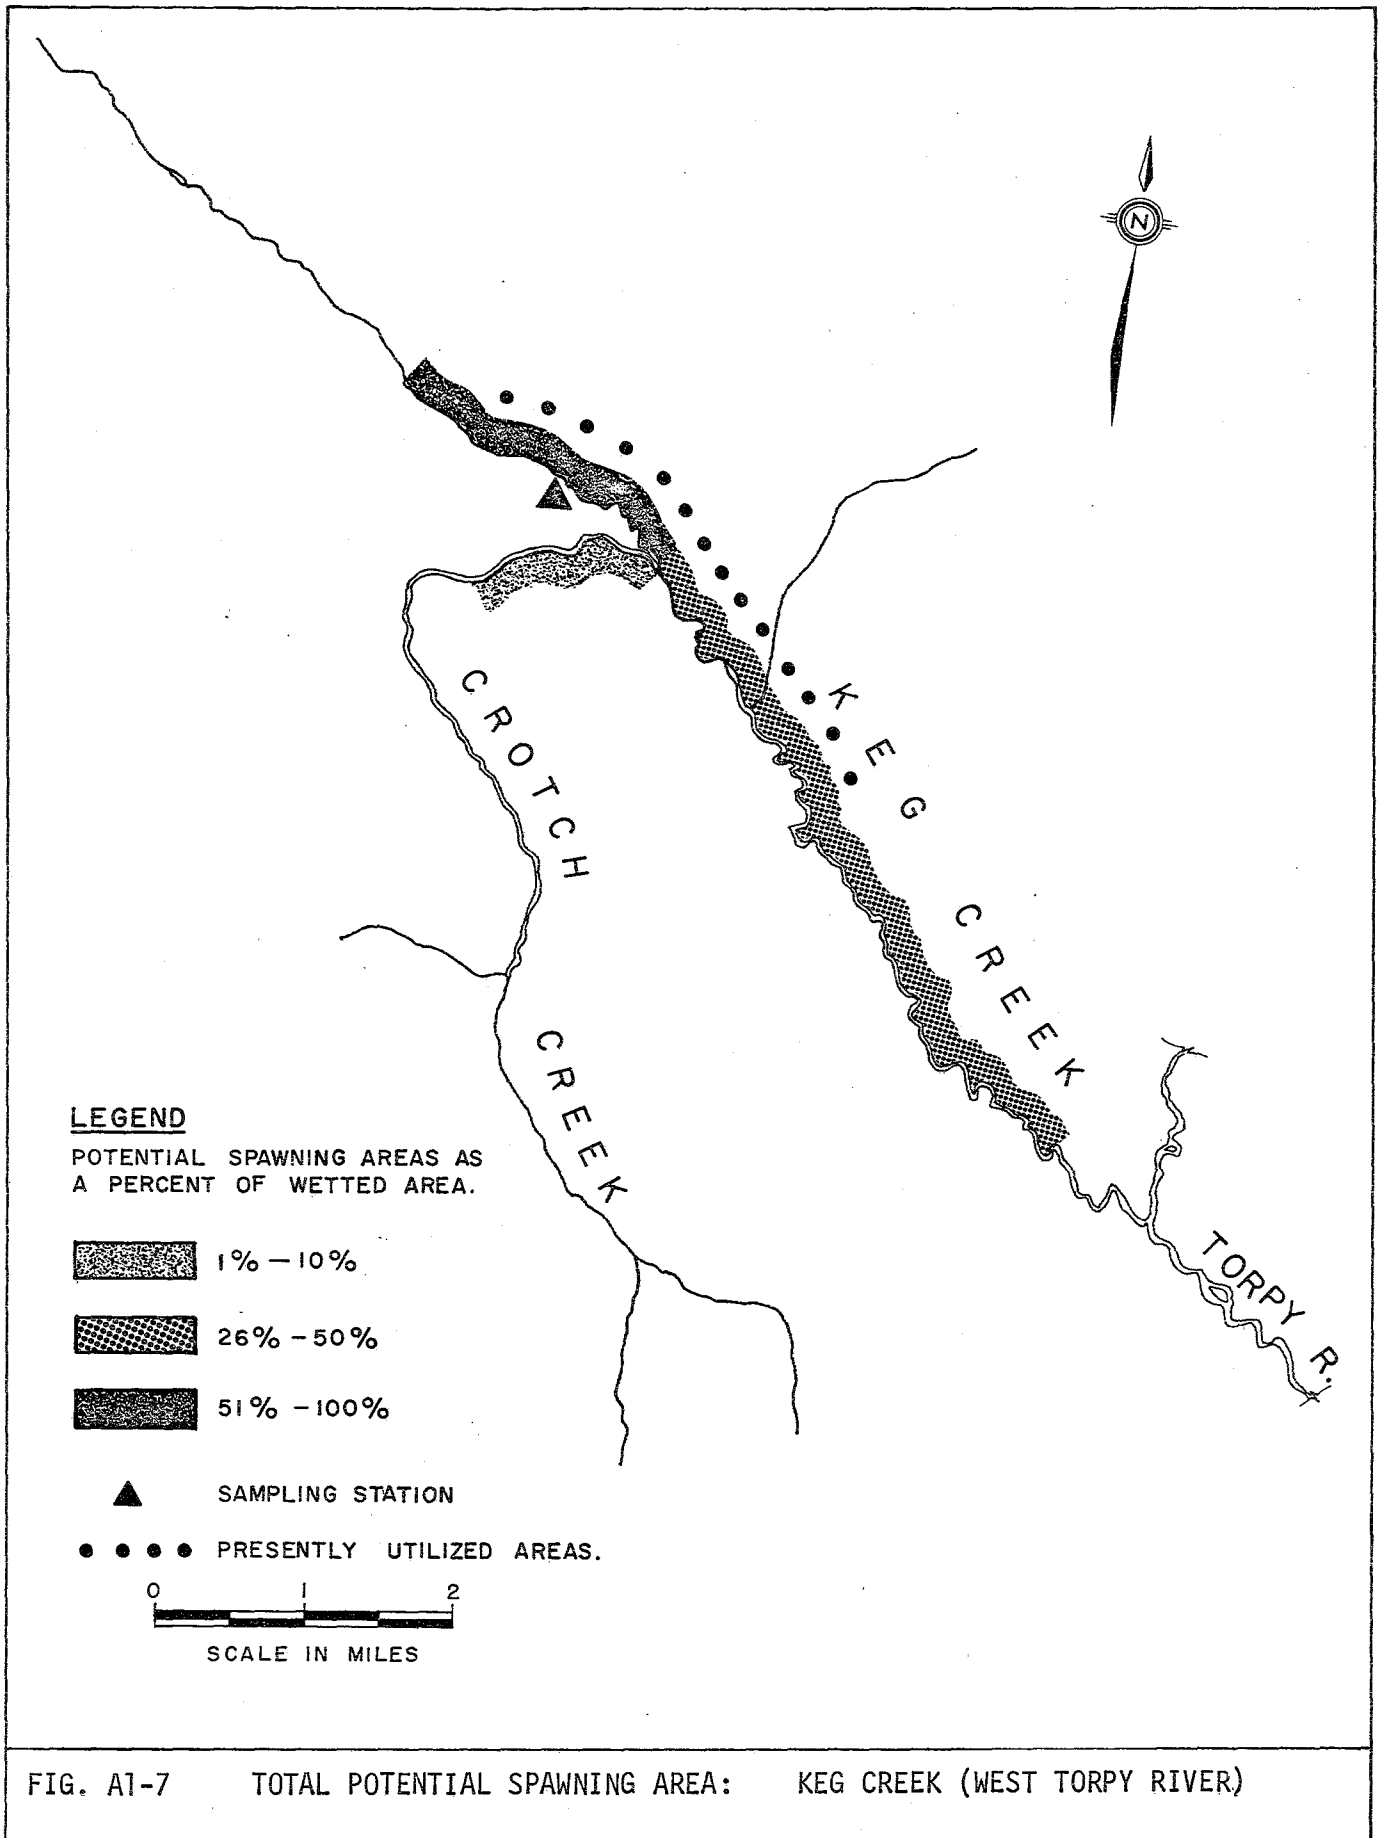 N
CROTCH
CREEK
KEG
CREEK
TORPY R.
LEGEND
POTENTIAL SPAWNING AREAS AS
A PERCENT OF WETTED AREA.
1% – 10%
26% – 50%
51% – 100%
SAMPLING STATION
PRESENTLY UTILIZED AREAS.
0 1 2
SCALE IN MILES
FIG. A1-7 TOTAL POTENTIAL SPAWNING AREA: KEG CREEK (WEST TORPY RIVER)